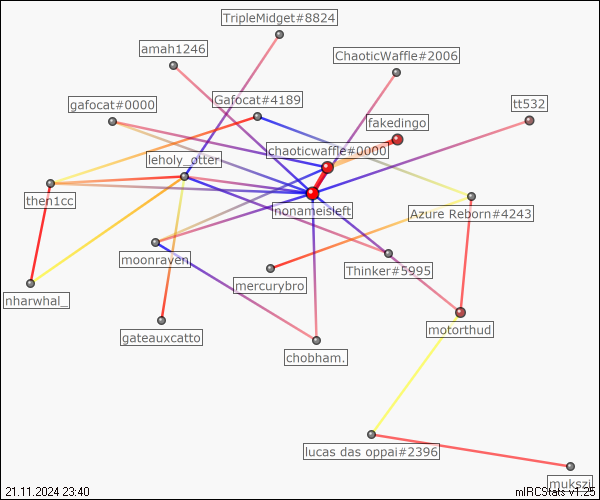 TripleMidget#8824
amah1246
ChaoticWaffle#2006
gafocat#0000
Gafocat#4189
tt532
fakedingo
chaoticwaffle#0000
leholy_otter
then1cc
nonameisleft
Azure Reborn#4243
moonraven
Thinker#5995
mercurybro
nharwhal_
motorthud
gateauxcatto
chobham.
lucas das oppai#2396
mukszi
21.11.2024 23:40
mIRCStats v1.25